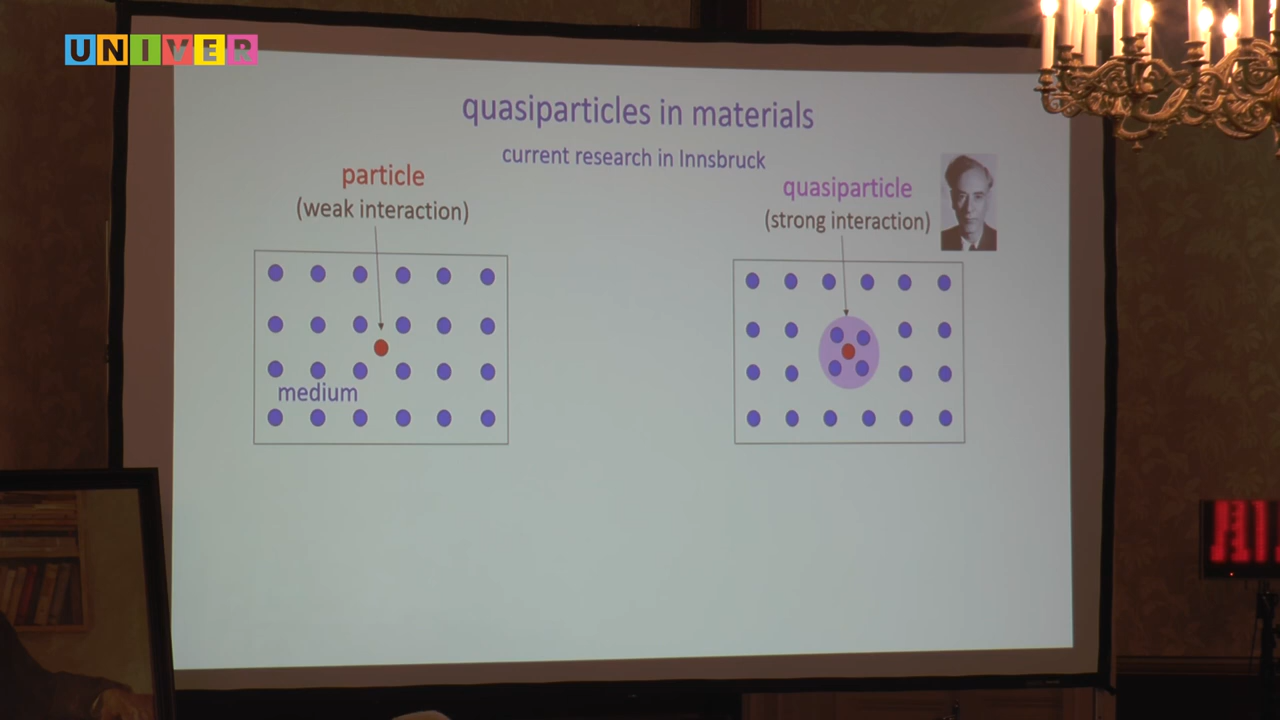 UNIVER
quasiparticles in materials
current research in Innsbruck
particle
(weak interaction)
quasiparticle
(strong interaction)
medium